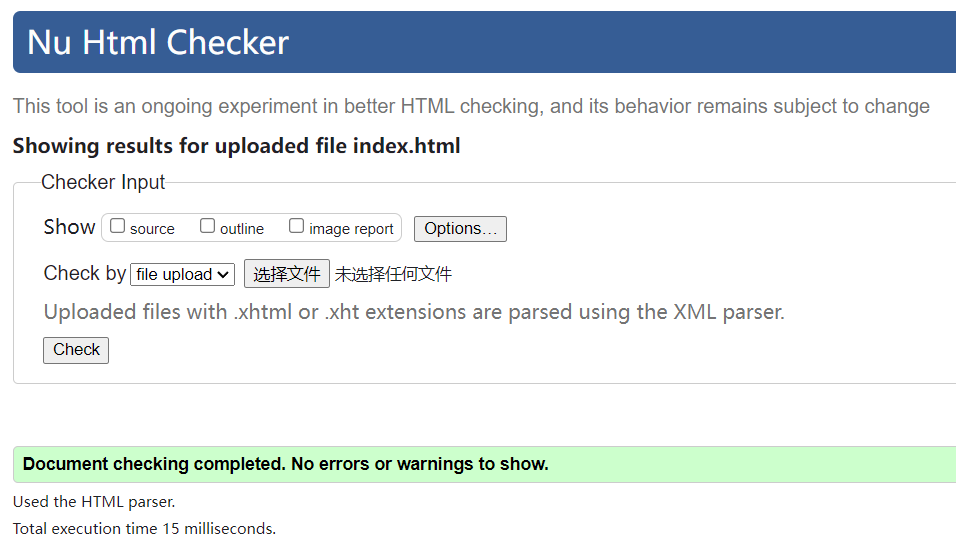 Nu Html Checker
This tool is an ongoing experiment in better HTML checking, and its behavior remains subject to change
Showing results for uploaded file index.html
Checker Input
Show source outline image report Options...
Check by file upload 选择文件 未选择任何文件
Uploaded files with .xhtml or .xht extensions are parsed using the XML parser.
Check
Document checking completed. No errors or warnings to show.
Used the HTML parser.
Total execution time 15 milliseconds.